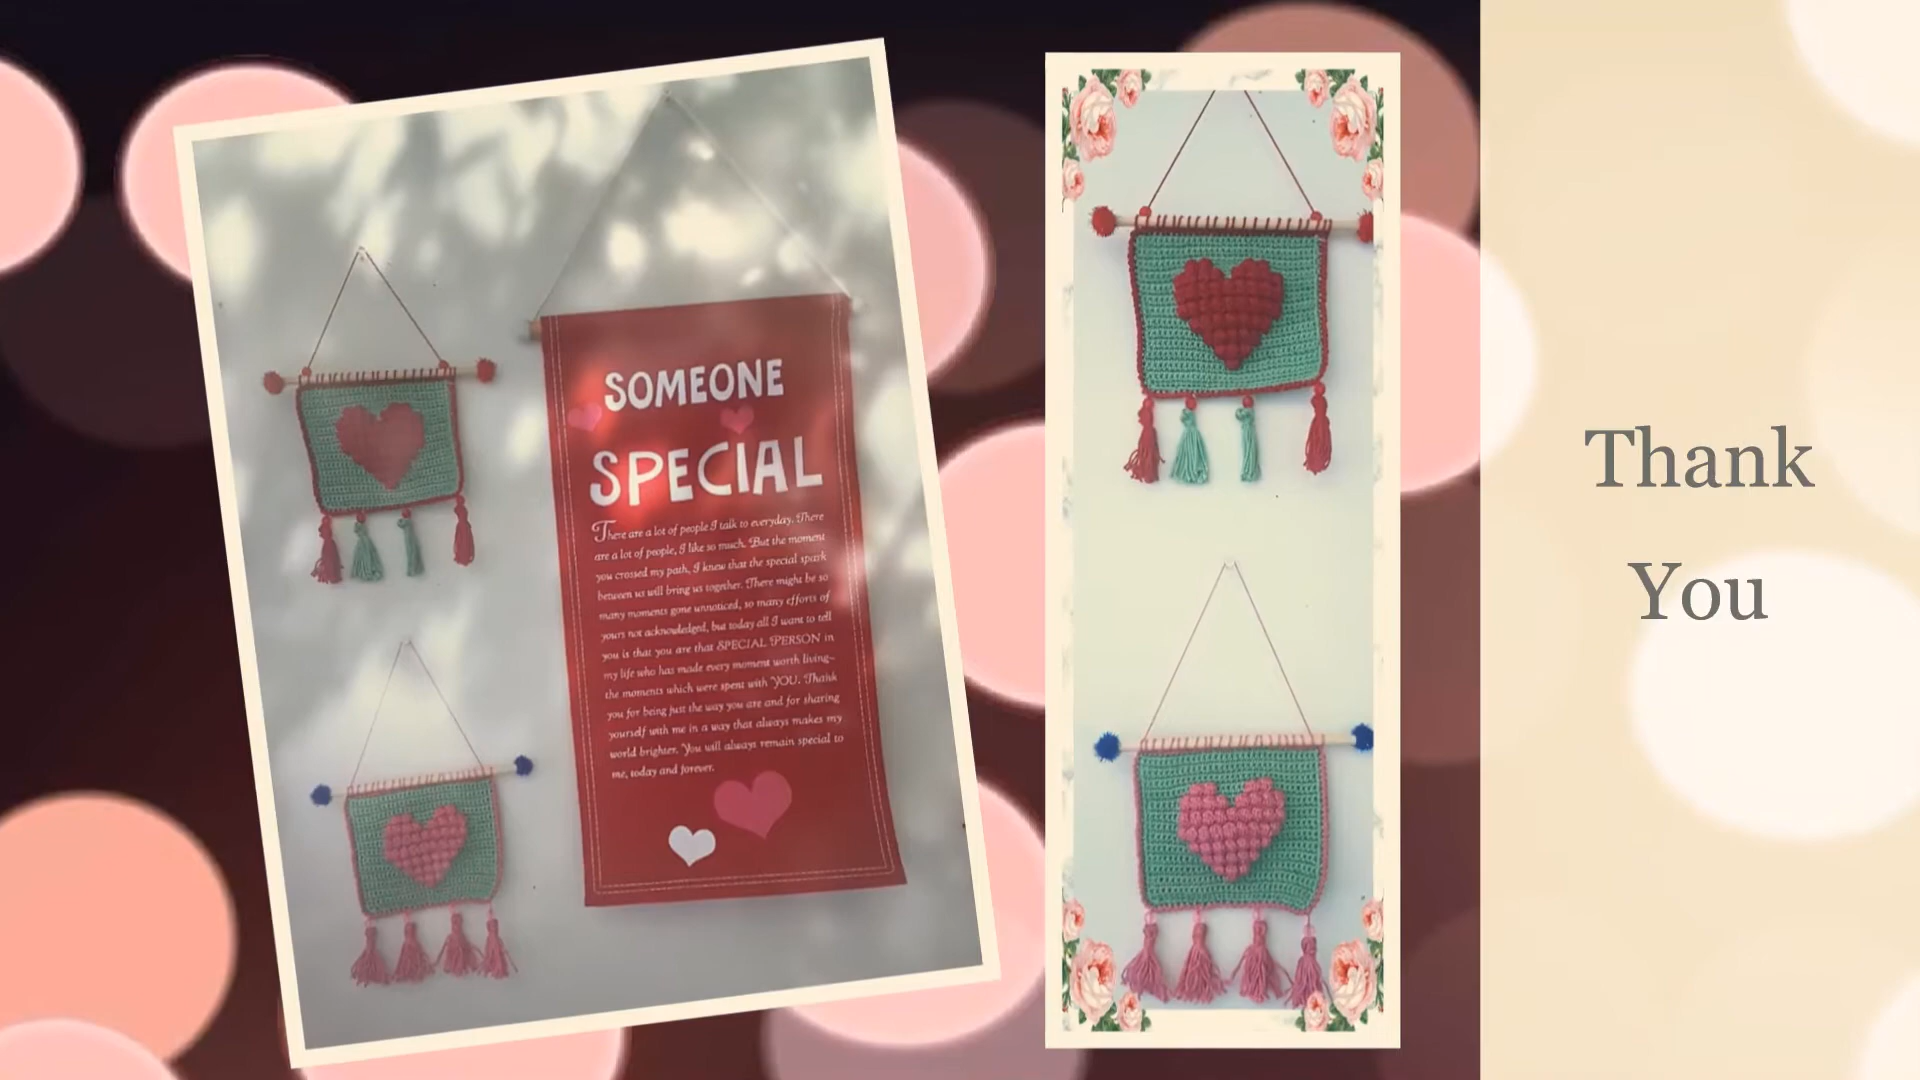 SOMEONE
SPECIAL
There are a lot of people I talk to everyday. There
are a lot of people, I like so much. But the moment
you crossed my path, I knew that the special spark
between us will bring us together. There might be so
many moments gone unnoticed, so many efforts of
yours not acknowledged, but today all I want to tell
you is that you are that SPECIAL PERSON in
my life who has made every moment worth living-
the moments which were spent with YOU. Thank
you for being just the way you are and for sharing
yourself with me in a way that always makes my
world brighter. You will always remain special to
me, today and forever.
Thank
You